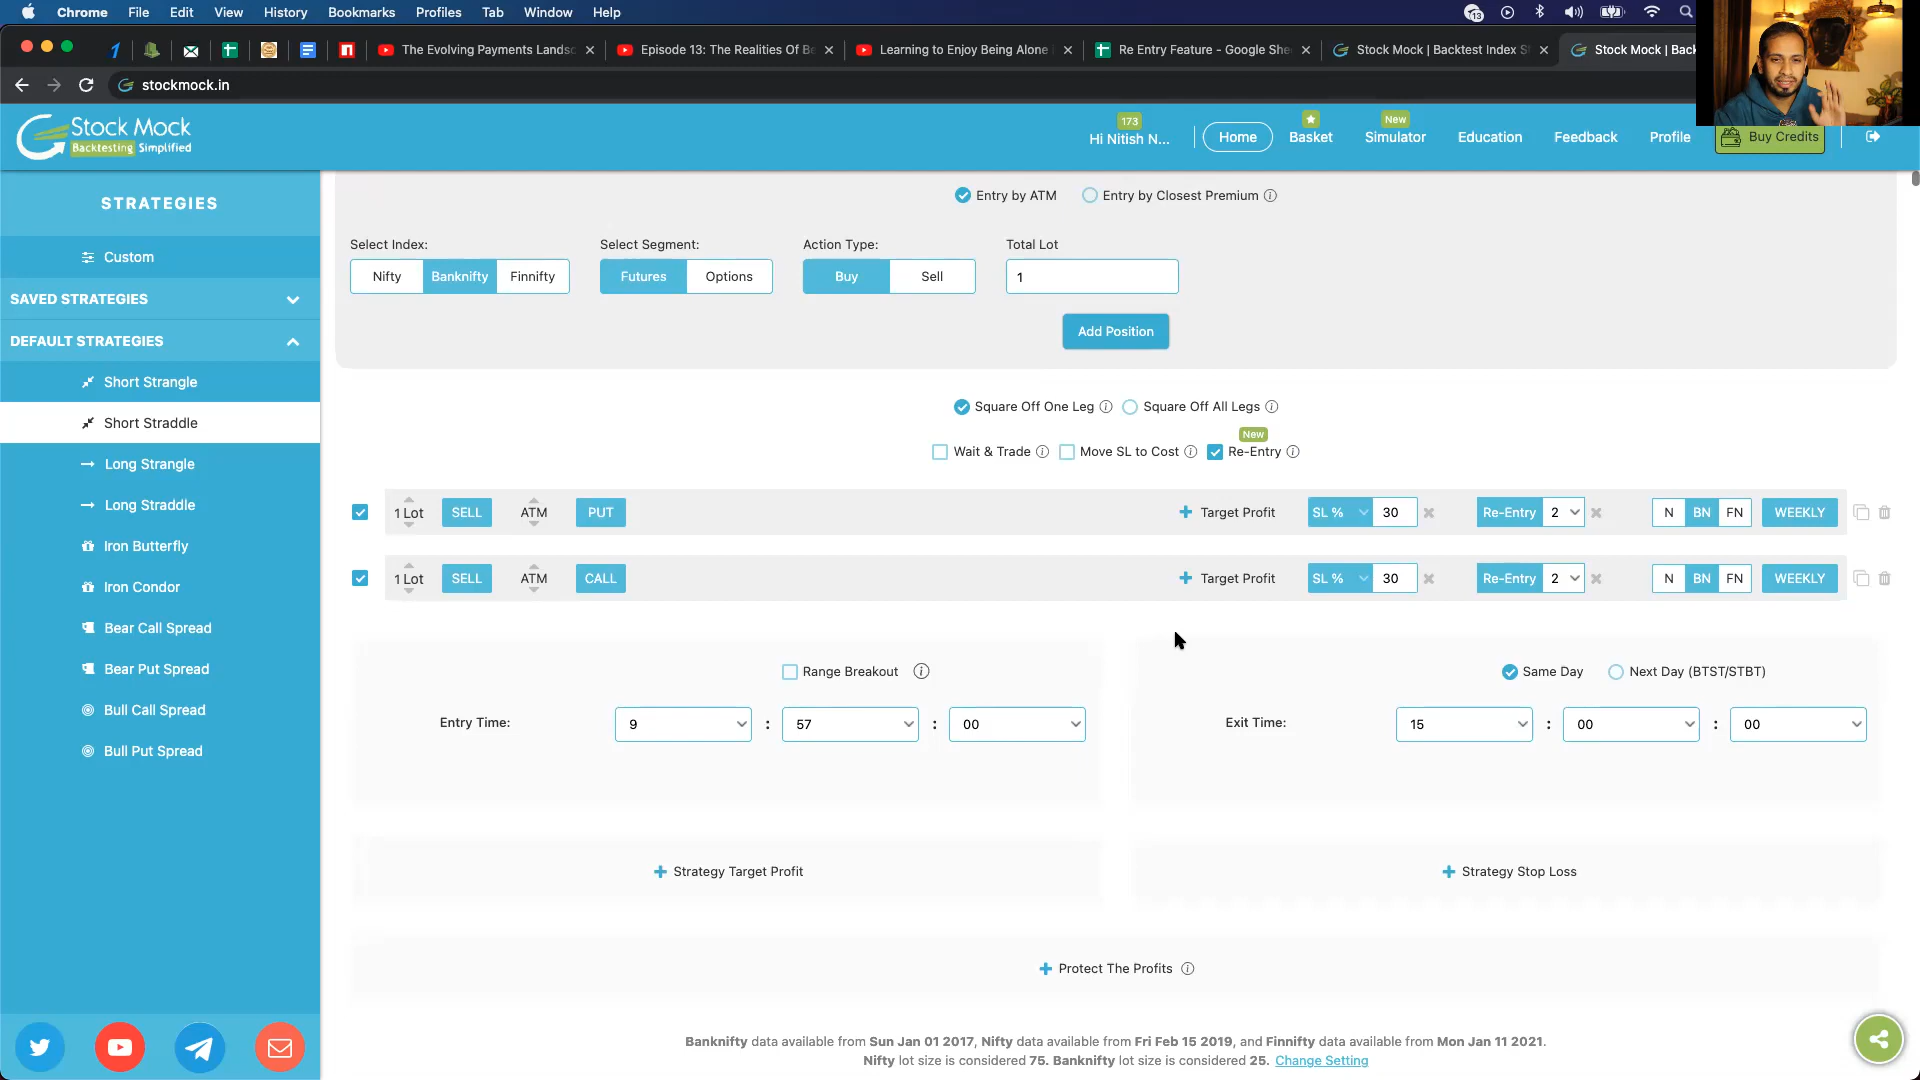 Chrome File Edit View History Bookmarks Profiles Tab Window Help
13
The Evolving Payments Landsc
Episode 13: The Realities Of Be
Learning to Enjoy Being Alone
Re Entry Feature - Google She
Stock Mock | Backtest Index S
Stock Mock | Back
stockmock.in
Stock Mock
Backtesting Simplified
173
Hi Nitish N...
Home
Basket
New
Simulator
Education
Feedback
Profile
Buy Credits
STRATEGIES
Custom
SAVED STRATEGIES
DEFAULT STRATEGIES
Short Strangle
Short Straddle
Long Strangle
Long Straddle
Iron Butterfly
Iron Condor
Bear Call Spread
Bear Put Spread
Bull Call Spread
Bull Put Spread
Entry by ATM Entry by Closest Premium
Select Index: Select Segment: Action Type: Total Lot
Nifty Banknifty Finnifty Futures Options Buy Sell 1
Add Position
Square Off One Leg Square Off All Legs
New
Wait & Trade Move SL to Cost Re-Entry
1 Lot SELL ATM PUT Target Profit SL % 30 Re-Entry 2 N BN FN WEEKLY
1 Lot SELL ATM CALL Target Profit SL % 30 Re-Entry 2 N BN FN WEEKLY
Range Breakout Same Day Next Day (BTST/STBT)
Entry Time: 9 : 57 : 00 Exit Time: 15 : 00 : 00
Strategy Target Profit Strategy Stop Loss
Protect The Profits
Banknifty data available from Sun Jan 01 2017, Nifty data available from Fri Feb 15 2019, and Finnifty data available from Mon Jan 11 2021.
Nifty lot size is considered 75. Banknifty lot size is considered 25. Change Setting